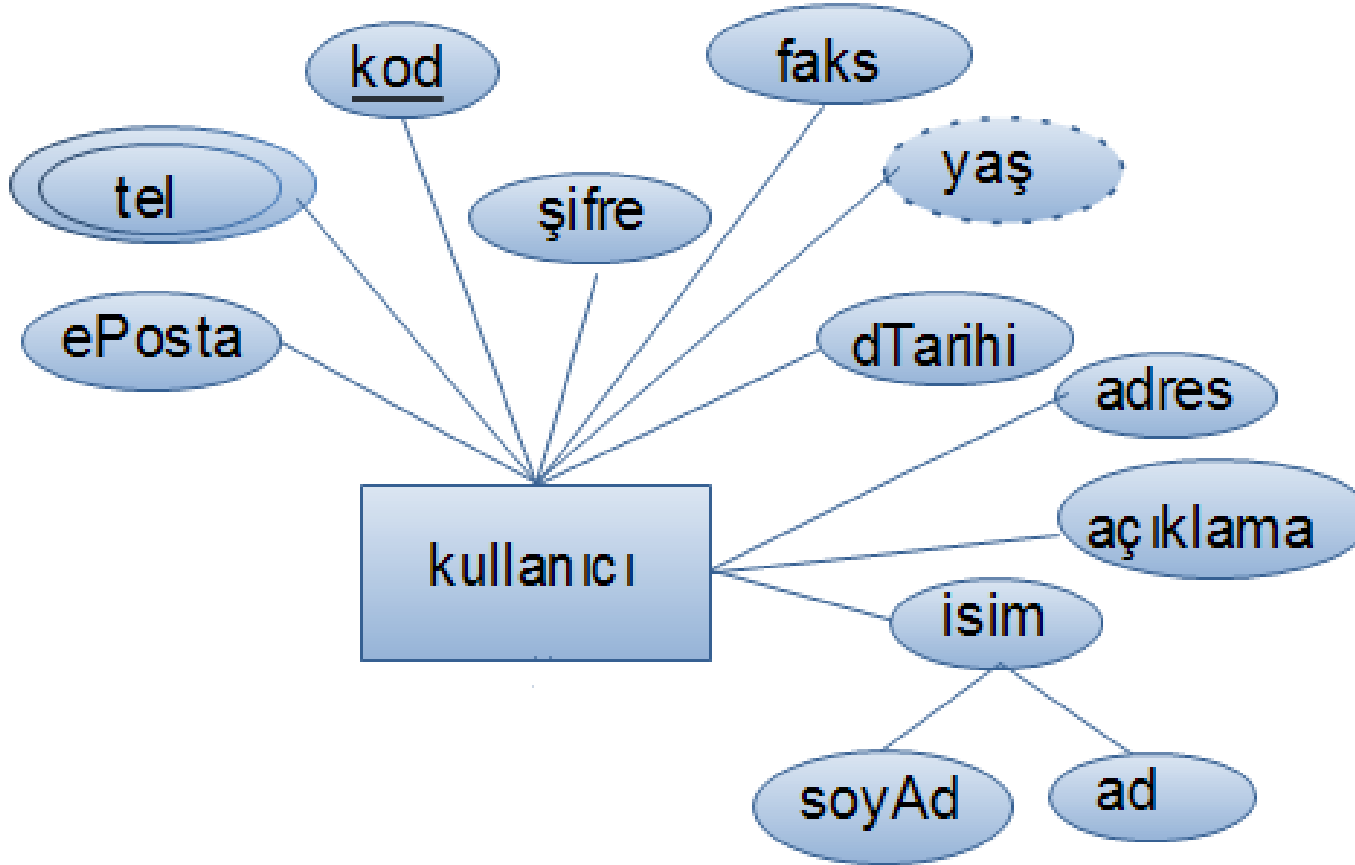 kod
faks
tel
şifre
yaş
ePosta
dTarihi
adres
açıklama
kullanıcı
isim
soyAd
ad